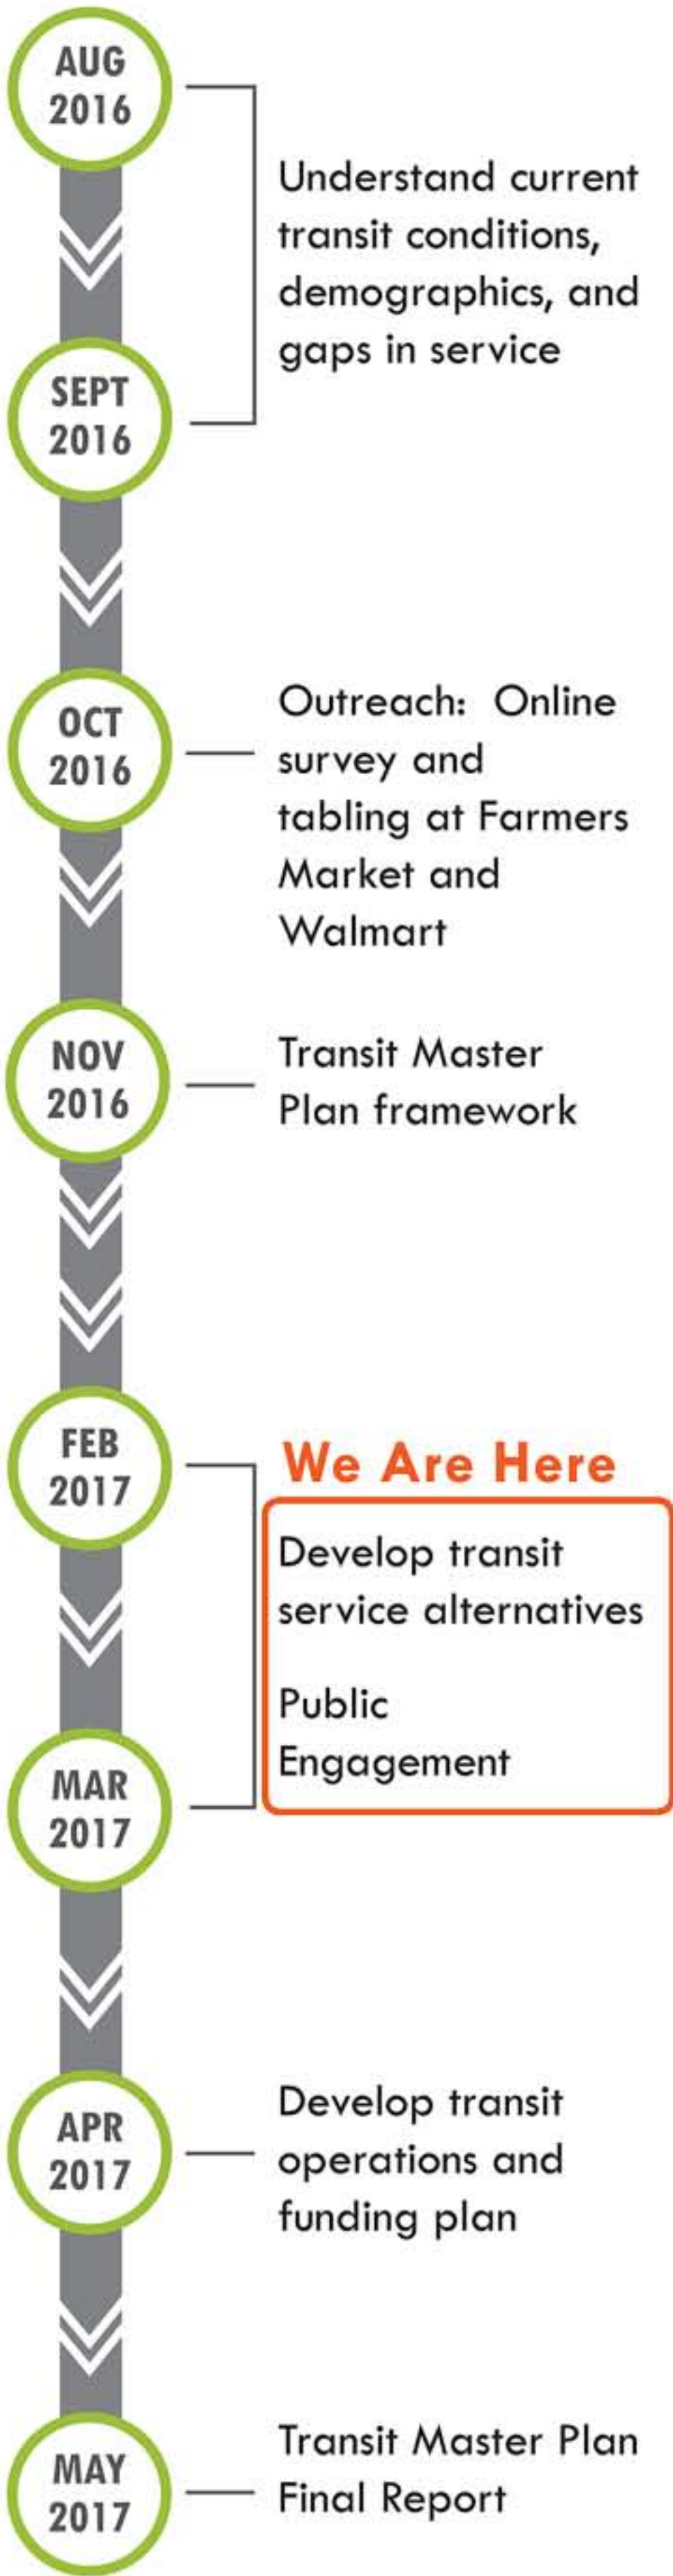 AUG
2016
Understand current
transit conditions,
demographics, and
gaps in service
SEPT
2016
OCT
2016
Outreach: Online
survey and
tabling at Farmers
Market and
Walmart
NOV
2016
Transit Master
Plan framework
FEB
2017
We Are Here
Develop transit
service alternatives
Public
Engagement
MAR
2017
APR
2017
Develop transit
operations and
funding plan
MAY
2017
Transit Master Plan
Final Report